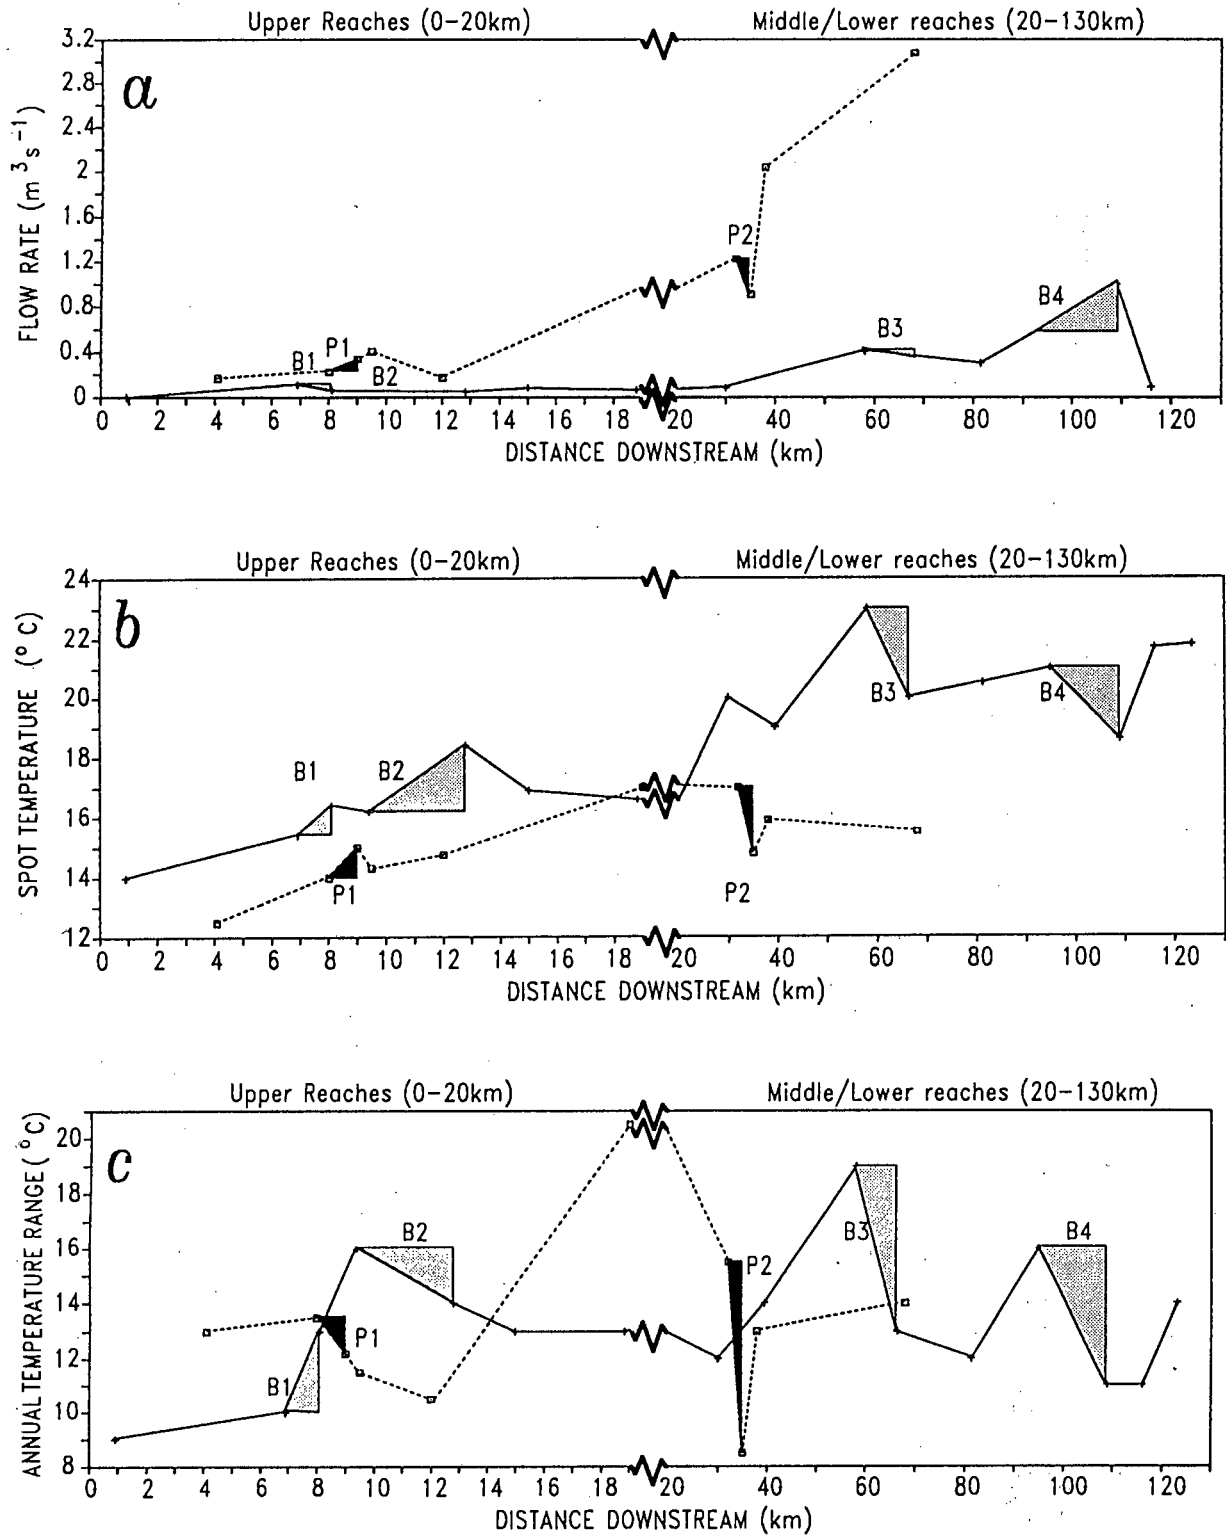 Upper Reaches (0-20km) Middle/Lower reaches (20-130km)
a
FLOW RATE (m³s⁻¹)
3.2
2.8
2.4
2
1.6
1.2
0.8
0.4
0
B1
P1
B2
P2
B3
B4
0 2 4 6 8 10 12 14 16 18 20 40 60 80 100 120
DISTANCE DOWNSTREAM (km)
Upper Reaches (0-20km) Middle/Lower reaches (20-130km)
b
SPOT TEMPERATURE (°C)
24
22
20
18
16
14
12
B1
B2
P1
P2
B3
B4
0 2 4 6 8 10 12 14 16 18 20 40 60 80 100 120
DISTANCE DOWNSTREAM (km)
Upper Reaches (0-20km) Middle/Lower reaches (20-130km)
c
ANNUAL TEMPERATURE RANGE (°C)
20
18
16
14
12
10
8
B1
P1
B2
P2
B3
B4
0 2 4 6 8 10 12 14 16 18 20 40 60 80 100 120
DISTANCE DOWNSTREAM (km)